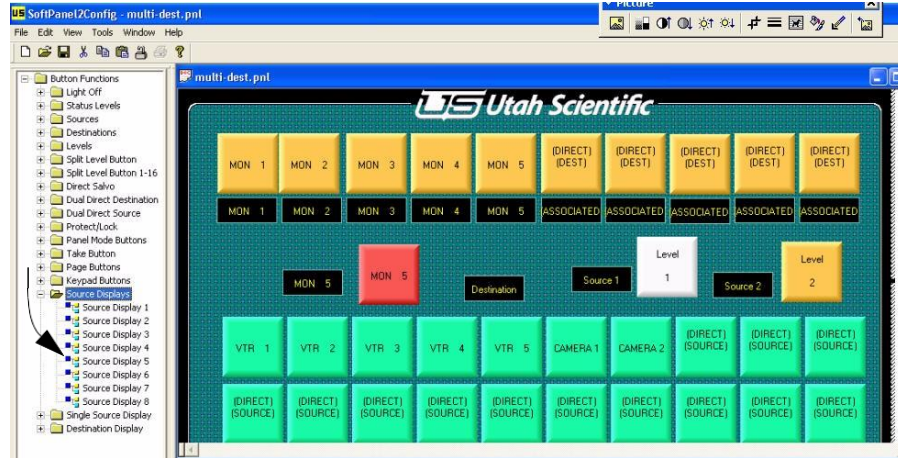 SoftPanel2Config - multi-dest.pnl
Picture
File Edit View Tools Window Help
Button Functions
Light Off
Status Levels
Sources
Destinations
Levels
Split Level Button
Split Level Button 1-16
Direct Salvo
Dual Direct Destination
Dual Direct Source
Protect/Lock
Panel Mode Buttons
Take Button
Page Buttons
Keypad Buttons
Source Displays
Source Display 1
Source Display 2
Source Display 3
Source Display 4
Source Display 5
Source Display 6
Source Display 7
Source Display 8
Single Source Display
Destination Display
multi-dest.pnl
US Utah Scientific
MON 1 MON 2 MON 3 MON 4 MON 5 (DIRECT) (DIRECT) (DIRECT) (DIRECT) (DIRECT)
(DEST) (DEST) (DEST) (DEST) (DEST)
MON 1 MON 2 MON 3 MON 4 MON 5 ASSOCIATED ASSOCIATED ASSOCIATED ASSOCIATED ASSOCIATED
MON 5 MON 5 Destination Source 1 Level 1 Source 2 Level 2
VTR 1 VTR 2 VTR 3 VTR 4 VTR 5 CAMERA 1 CAMERA 2 (DIRECT) (DIRECT) (DIRECT)
(SOURCE) (SOURCE) (SOURCE)
(DIRECT) (DIRECT) (DIRECT) (DIRECT) (DIRECT) (DIRECT) (DIRECT) (DIRECT) (DIRECT) (DIRECT)
(SOURCE) (SOURCE) (SOURCE) (SOURCE) (SOURCE) (SOURCE) (SOURCE) (SOURCE) (SOURCE) (SOURCE)